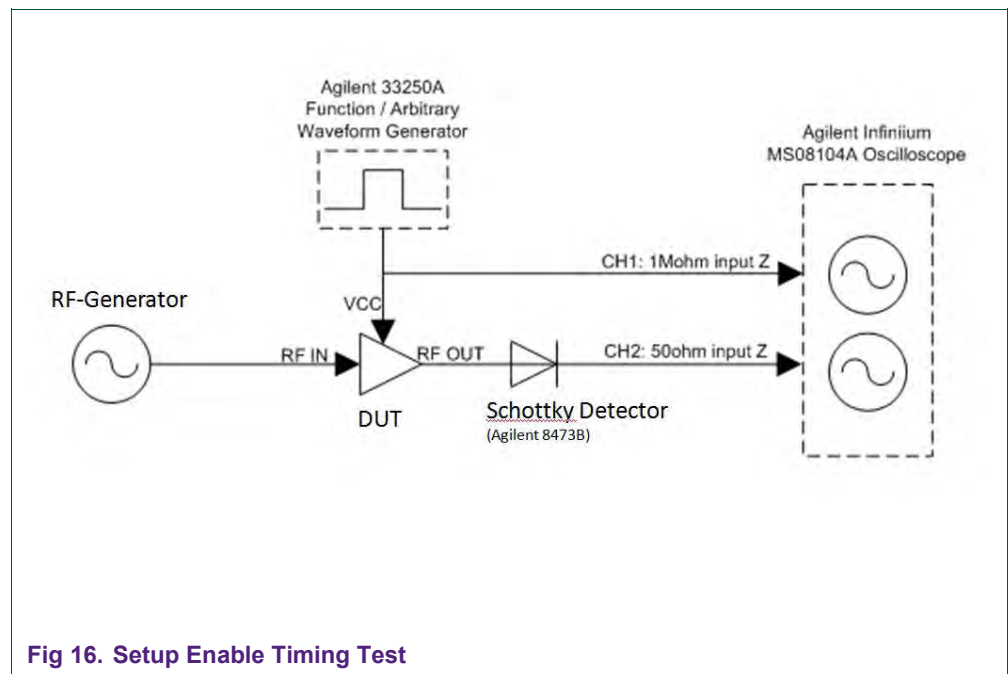 Agilent 33250A
Function / Arbitrary
Waveform Generator
Agilent Infiniium
MS08104A Oscilloscope
CH1: 1Mohm input Z
RF-Generator
VCC
RF IN
RF OUT
CH2: 50ohm input Z
DUT
Schottky Detector
(Agilent 8473B)
Fig 16. Setup Enable Timing Test